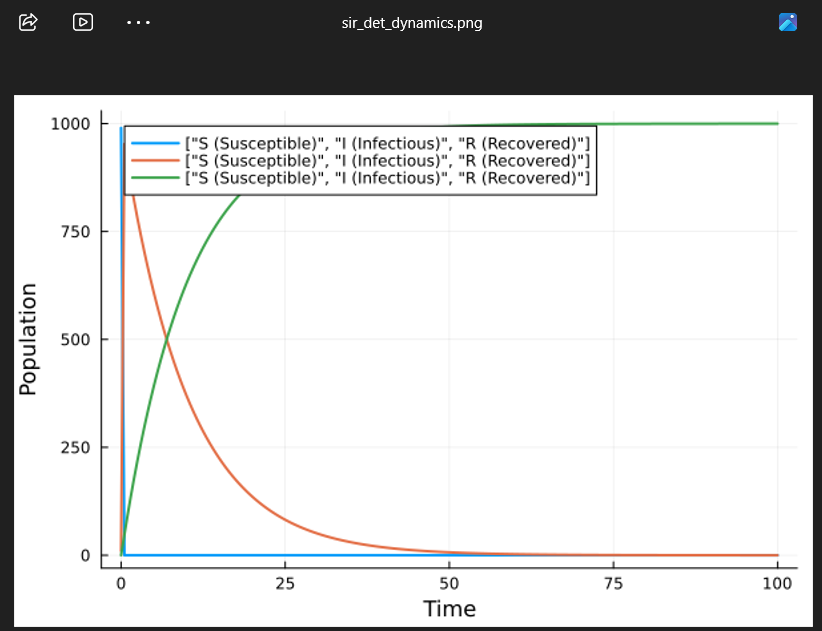 sir_det_dynamics.png
1000
750
500
250
0
["S (Susceptible)", "I (Infectious)", "R (Recovered)"]
["S (Susceptible)", "I (Infectious)", "R (Recovered)"]
["S (Susceptible)", "I (Infectious)", "R (Recovered)"]
Population
0 25 50 75 100
Time